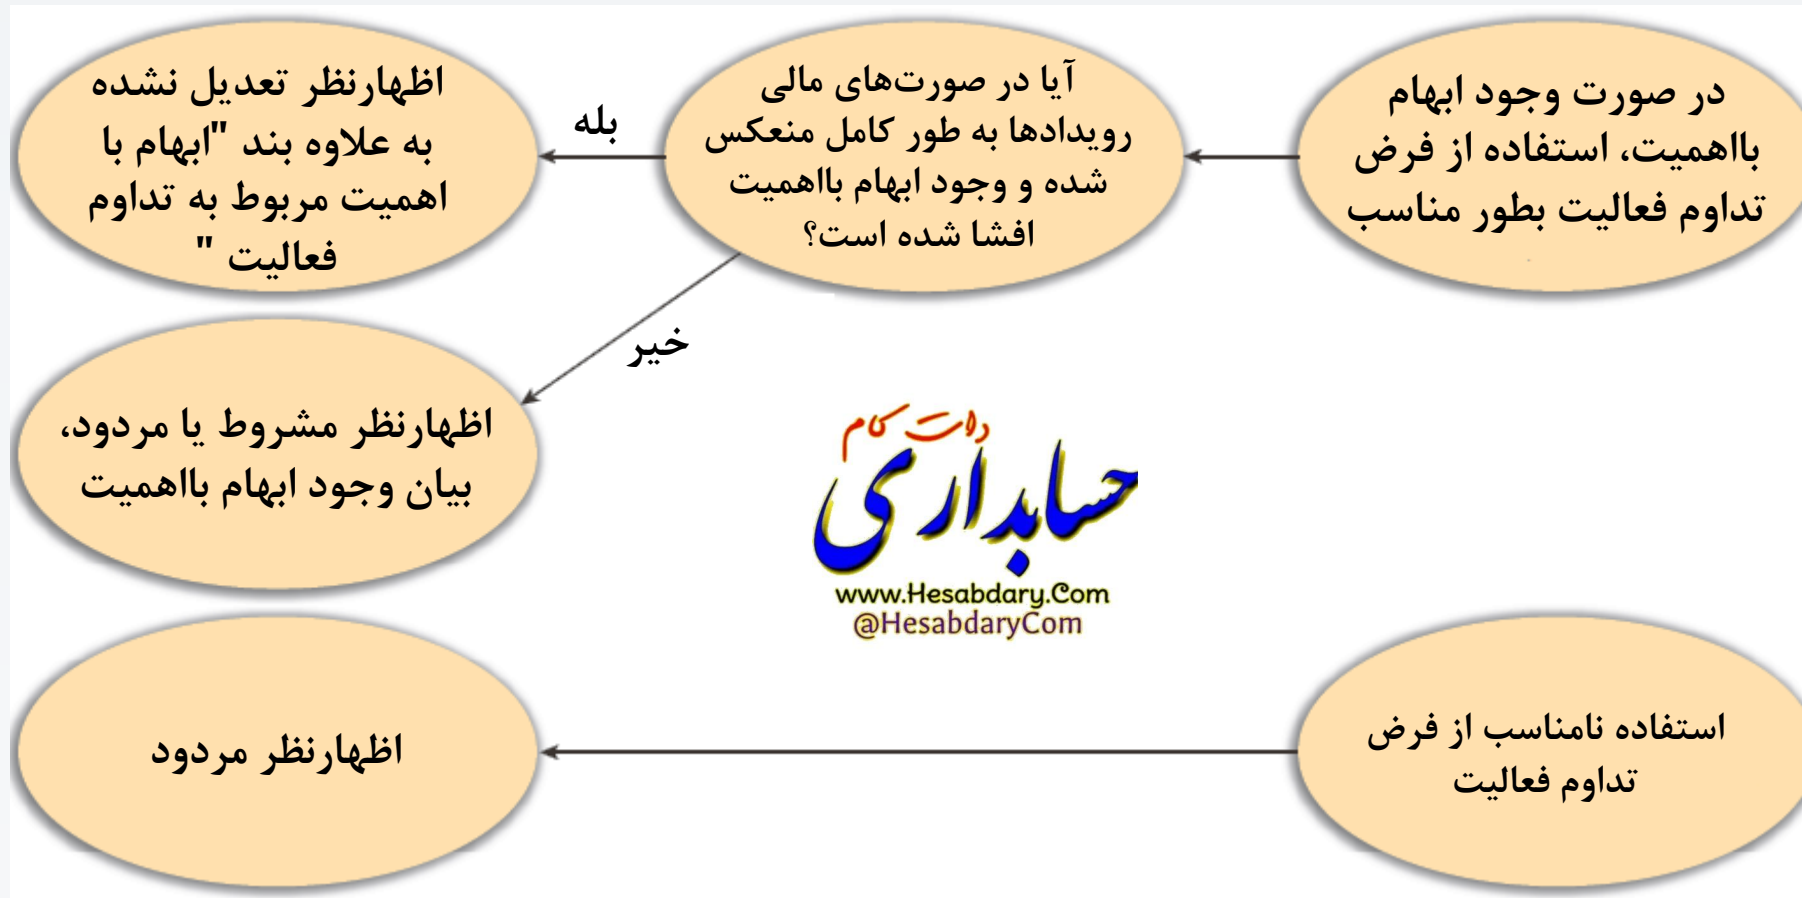 در صورت وجود ابهام
بااهمیت، استفاده از فرض
تداوم فعالیت بطور مناسب
آیا در صورت‌های مالی
رویدادها به طور کامل منعکس
شده و وجود ابهام بااهمیت
افشا شده است؟
بله
اظهارنظر تعدیل نشده
به علاوه بند "ابهام با
اهمیت مربوط به تداوم
فعالیت "
خیر
اظهارنظر مشروط یا مردود،
بیان وجود ابهام بااهمیت
دات کام
حسابداری
www.Hesabdary.Com
@HesabdaryCom
استفاده نامناسب از فرض
تداوم فعالیت
اظهارنظر مردود